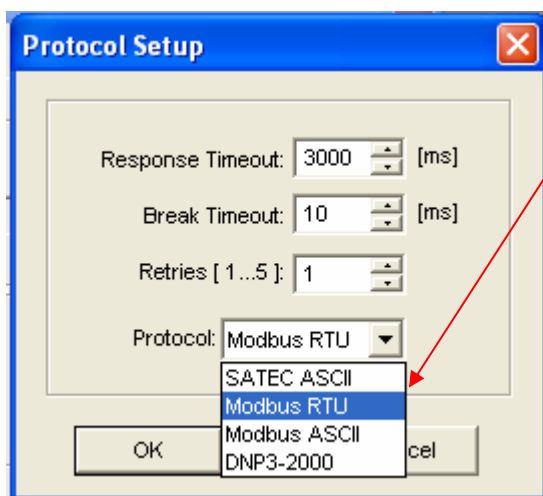 Protocol Setup
Response Timeout: 3000 [ms]
Break Timeout: 10 [ms]
Retries [ 1...5 ]: 1
Protocol: Modbus RTU
SATEC ASCII
Modbus RTU
Modbus ASCII
DNP3-2000
OK cel